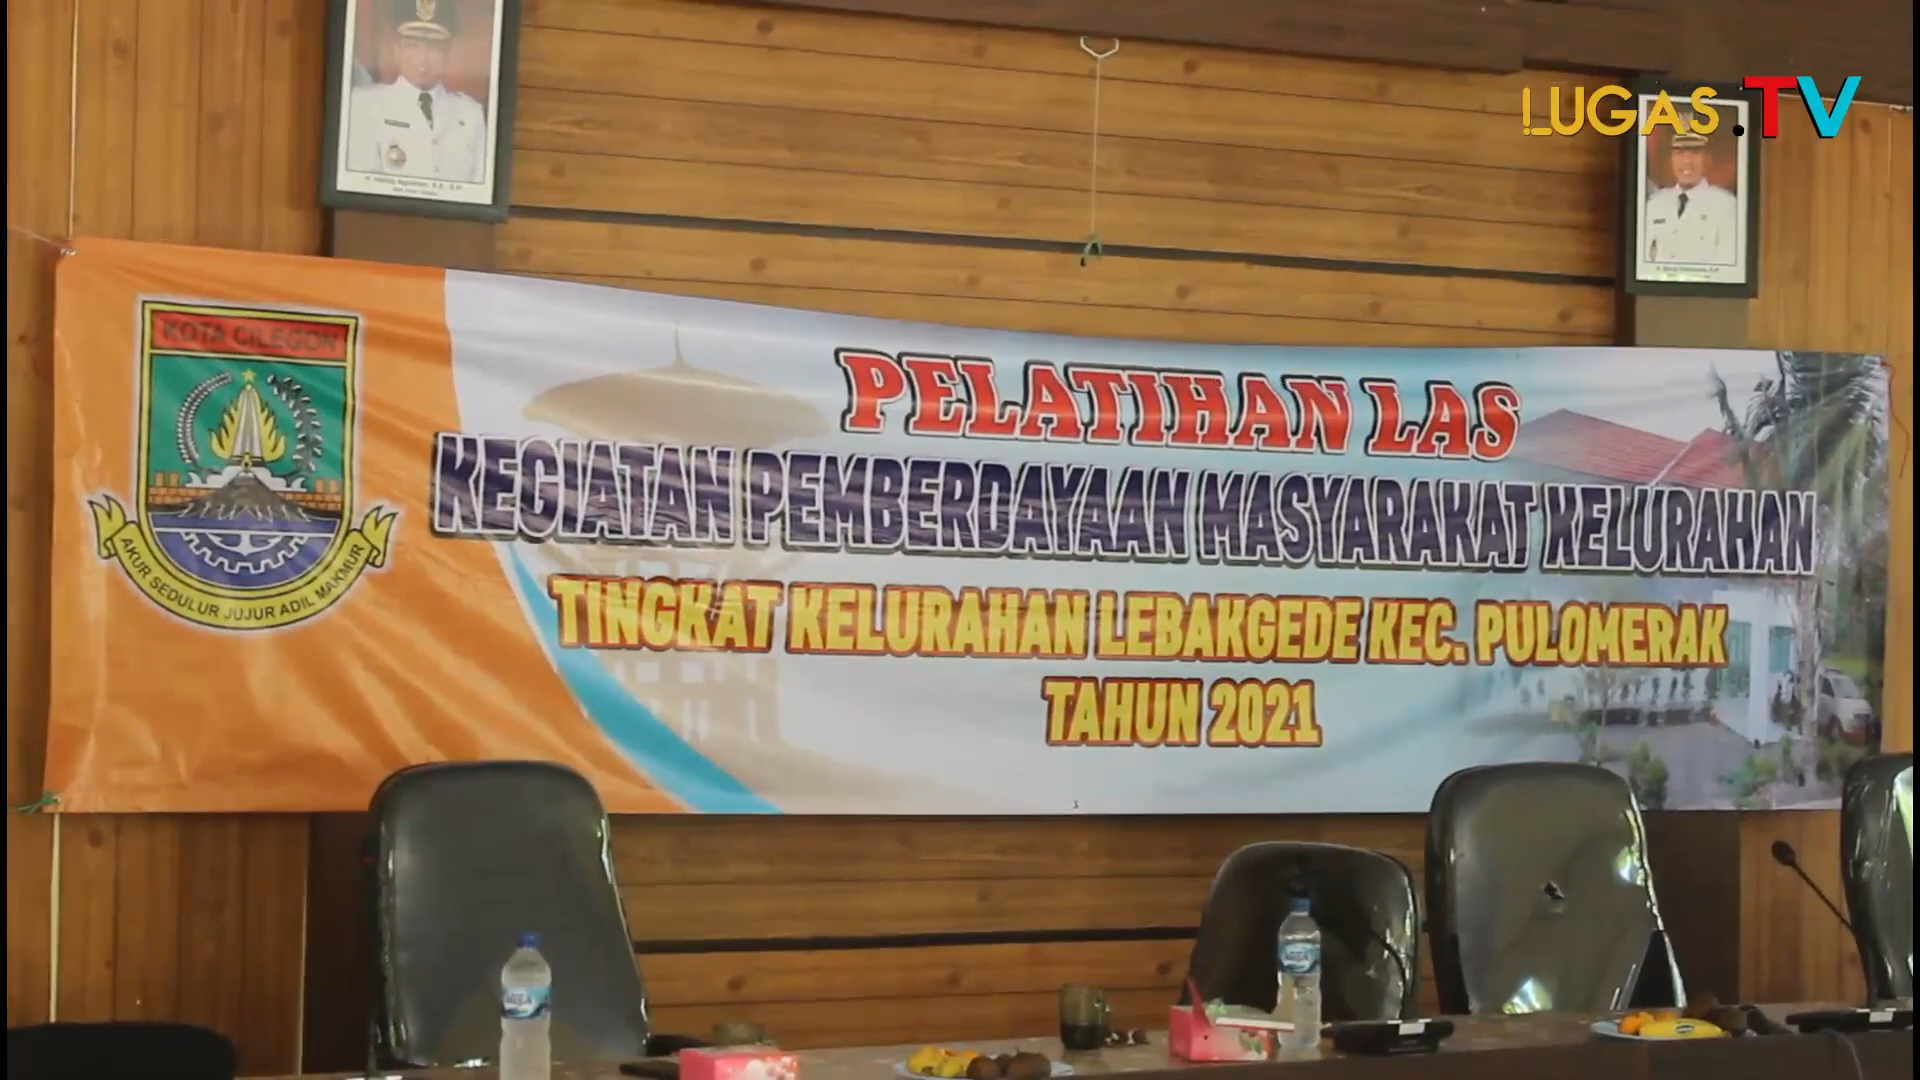 LUGAS.TV
KOTA CILEGON
AKUR SEDULUR JUJUR ADIL MAKMUR
PELATIHAN LAS
KEGIATAN PEMBERDAYAAN MASYARAKAT KELURAHAN
TINGKAT KELURAHAN LEBAKGEDE KEC. PULOMERAK
TAHUN 2021